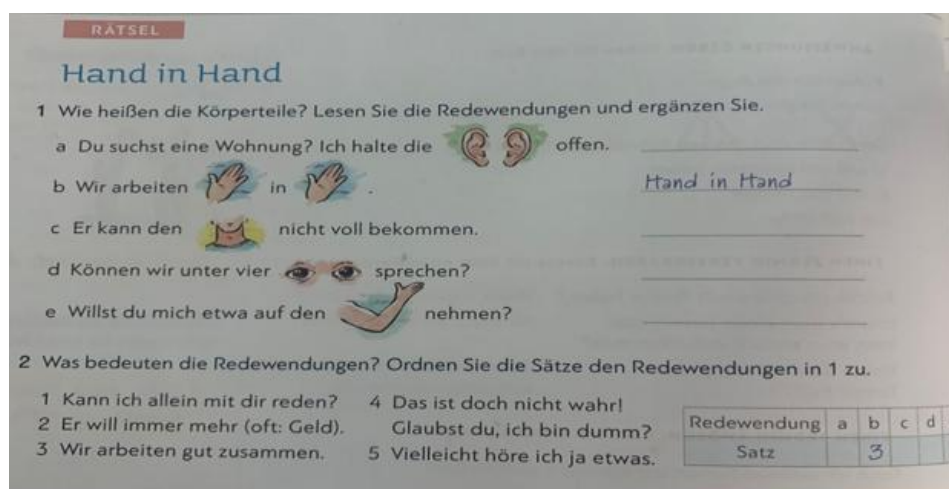 RÄTSEL
Hand in Hand
1 Wie heißen die Körperteile? Lesen Sie die Redewendungen und ergänzen Sie.
a Du suchst eine Wohnung? Ich halte die offen.
b Wir arbeiten in . Hand in Hand
c Er kann den nicht voll bekommen.
d Können wir unter vier sprechen?
e Willst du mich etwa auf den nehmen?
2 Was bedeuten die Redewendungen? Ordnen Sie die Sätze den Redewendungen in 1 zu.
1 Kann ich allein mit dir reden?
2 Er will immer mehr (oft: Geld).
3 Wir arbeiten gut zusammen.
4 Das ist doch nicht wahr!
Glaubst du, ich bin dumm?
5 Vielleicht höre ich ja etwas.
Redewendung a b c d
Satz 3